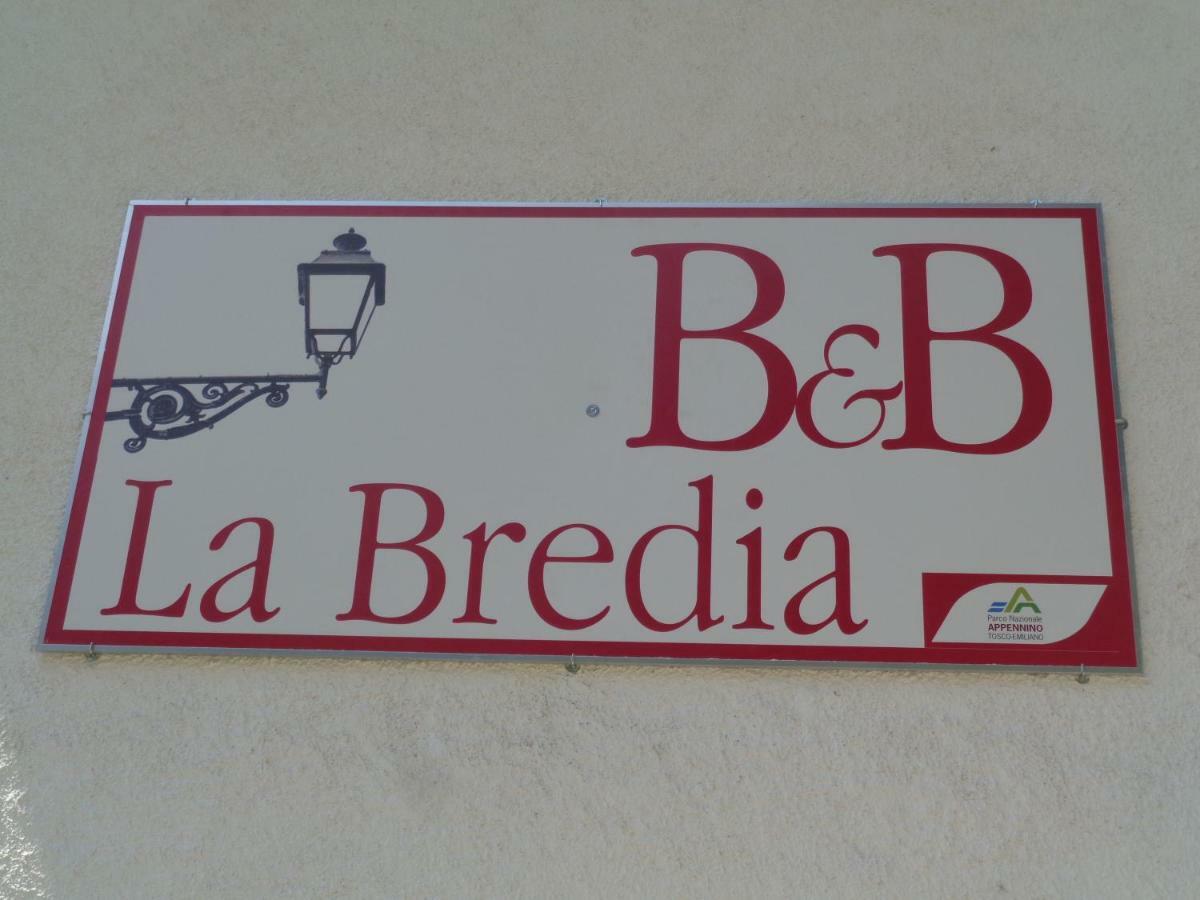 B&B
La Bredia
Parco Nazionale
APPENNINO
TOSCO-EMILIANO